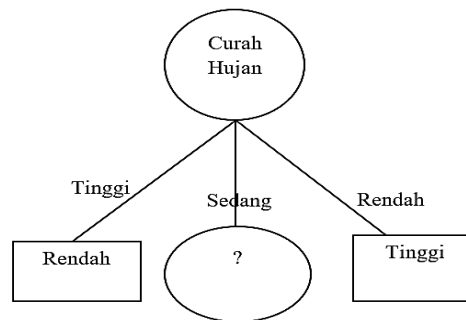 Curah
Hujan
Tinggi
Sedang
Rendah
Rendah
?
Tinggi